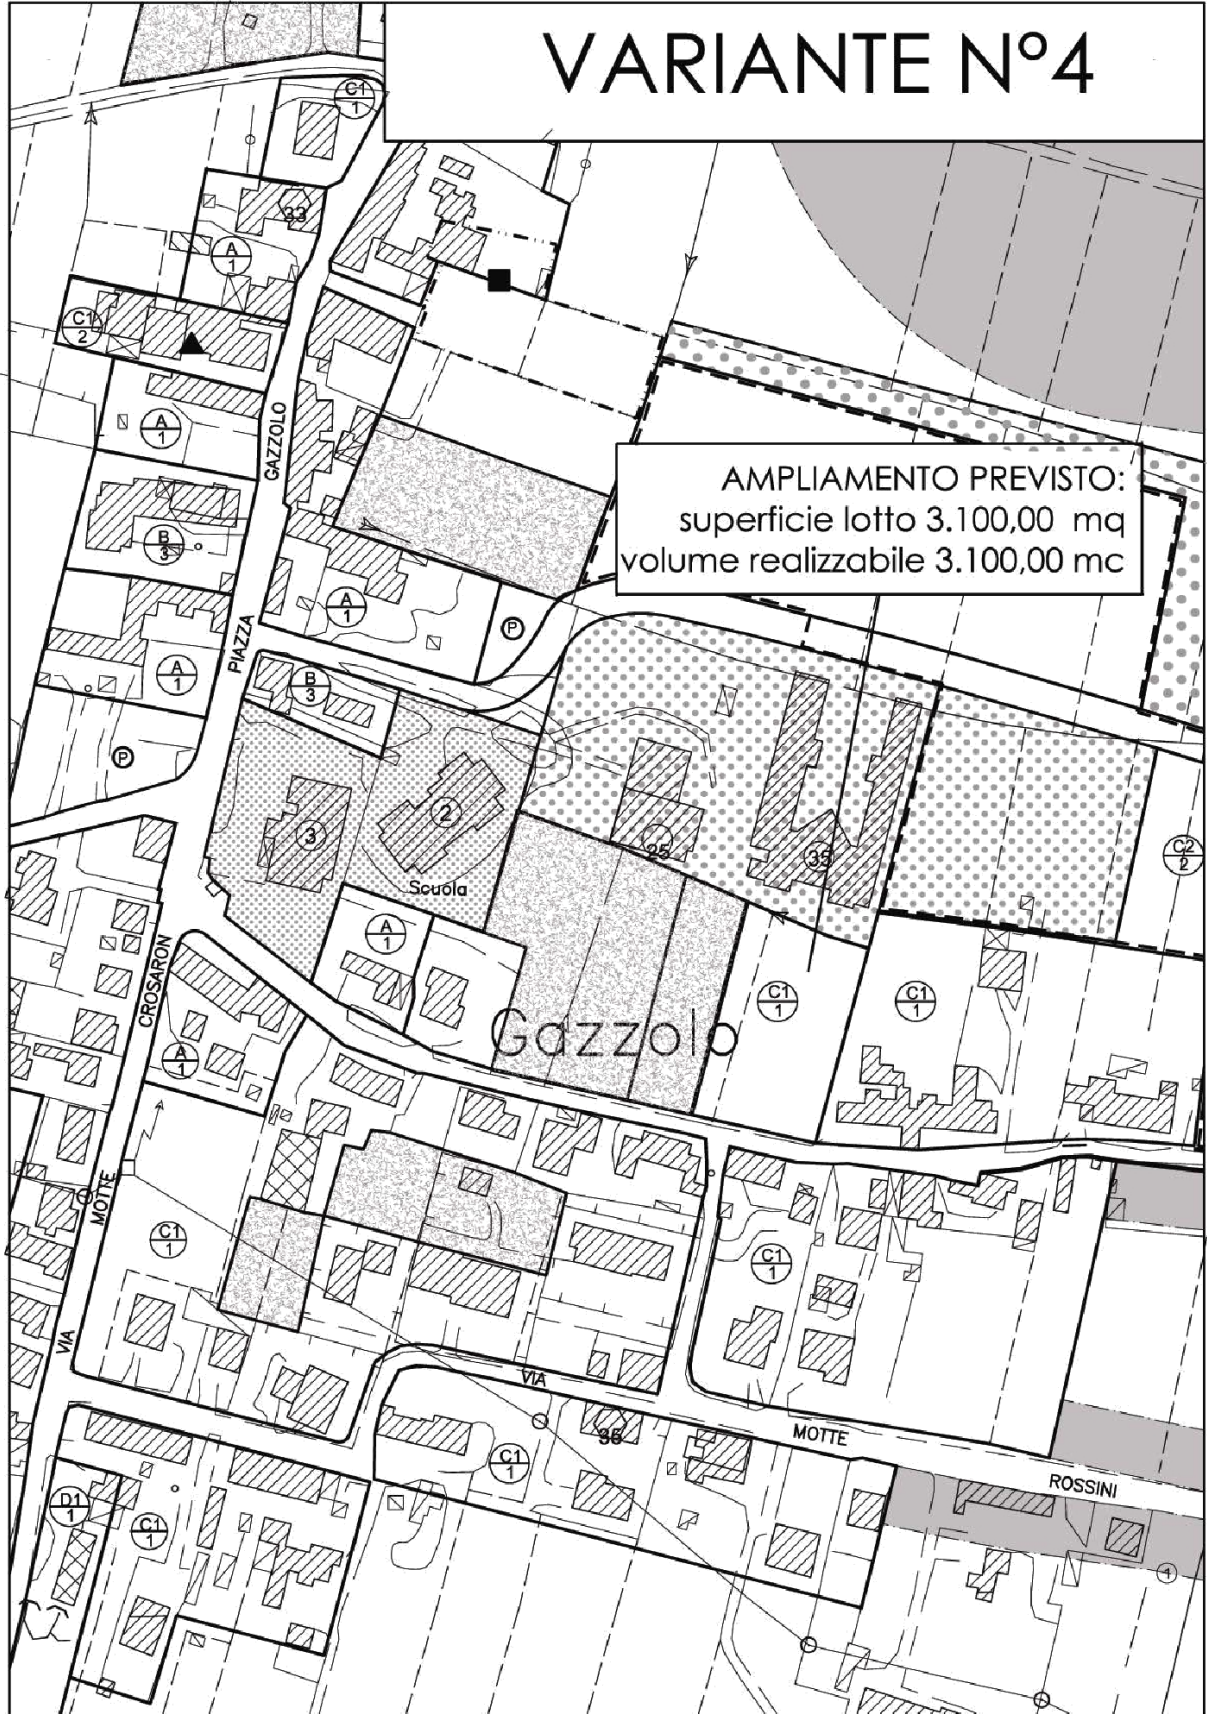 VARIANTE N°4
C1
1
33
A
1
C1
2
A
1
GAZZOLO
AMPLIAMENTO PREVISTO:
superficie lotto 3.100,00 mq
volume realizzabile 3.100,00 mc
B
3
A
1
P
PIAZZA
A
1
B
3
P
3
2
25
35
C2
2
Scuola
A
1
CROSARON
C1
1
C1
1
Gazzolo
A
1
MOTTE
C1
1
C1
1
VIA
VIA
35
MOTTE
C1
1
ROSSINI
D1
1
C1
1
1